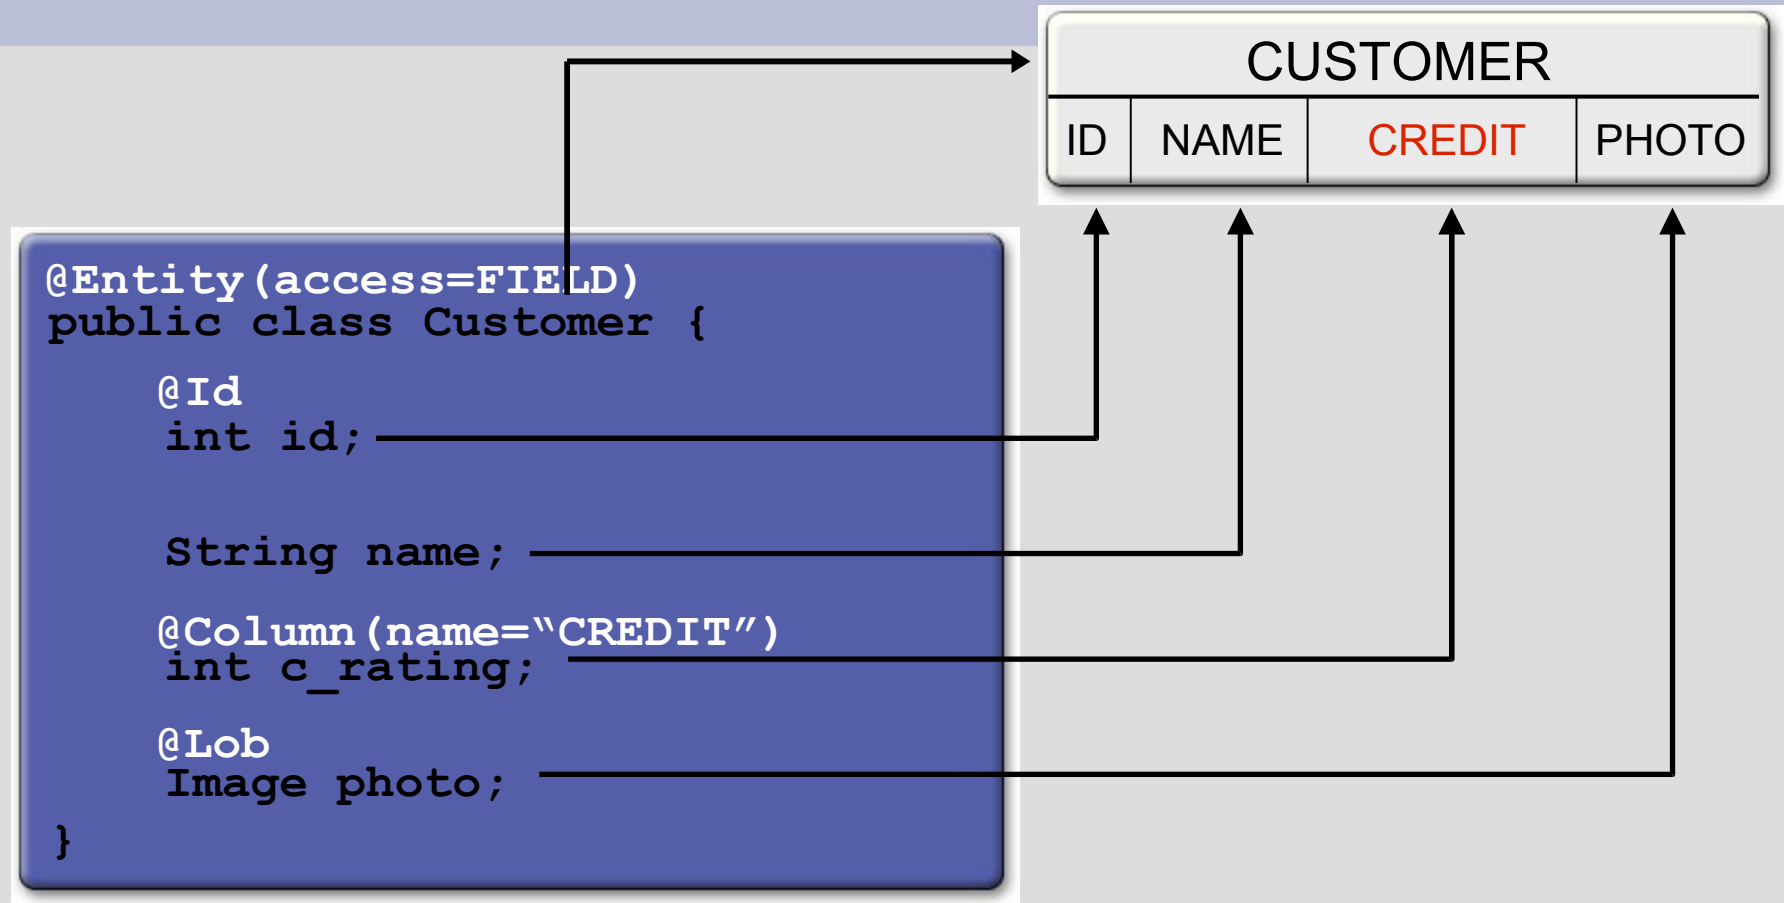 CUSTOMER
ID NAME CREDIT PHOTO
@Entity(access=FIELD)
public class Customer {
@Id
int id;
String name;
@Column(name=“CREDIT”)
int c_rating;
@Lob
Image photo;
}